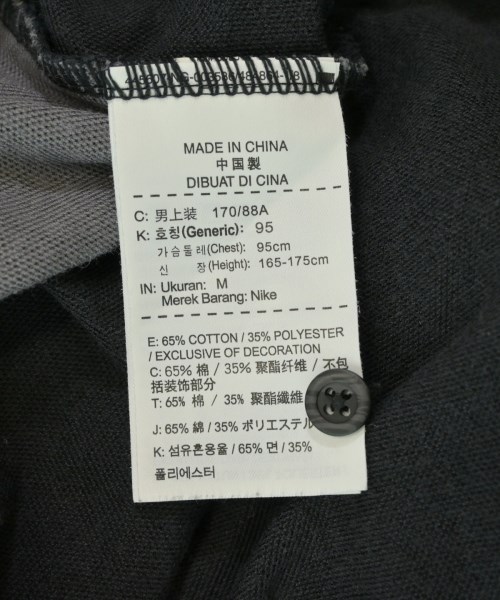 MADE IN CHINA
中国製
DIBUAT DI CINA
C: 男上装 170/88A
K: 호칭(Generic): 95
가슴둘레(Chest): 95cm
신 장(Height): 165-175cm
IN: Ukuran: M
Merek Barang: Nike
E: 65% COTTON / 35% POLYESTER
/ EXCLUSIVE OF DECORATION
C: 65% 棉 / 35% 聚酯纤维 / 不包
括装饰部分
T: 65% 棉 / 35% 聚酯纖維
J: 65% 綿 / 35% ポリエステル
K: 섬유혼용율 / 65% 면 / 35%
폴리에스터